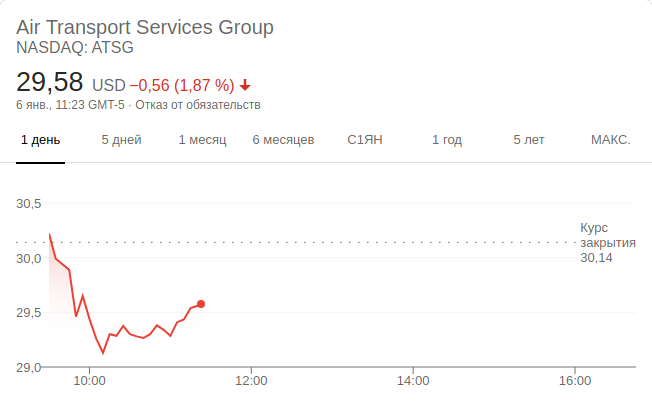 Air Transport Services Group
NASDAQ: ATSG
29,58 USD −0,56 (1,87 %)
6 янв., 11:23 GMT-5 · Отказ от обязательств
1 день 5 дней 1 месяц 6 месяцев С1ЯН 1 год 5 лет МАКС.
30,5
Курс
закрытия
30,14
30,0
29,5
29,0
10:00 12:00 14:00 16:00